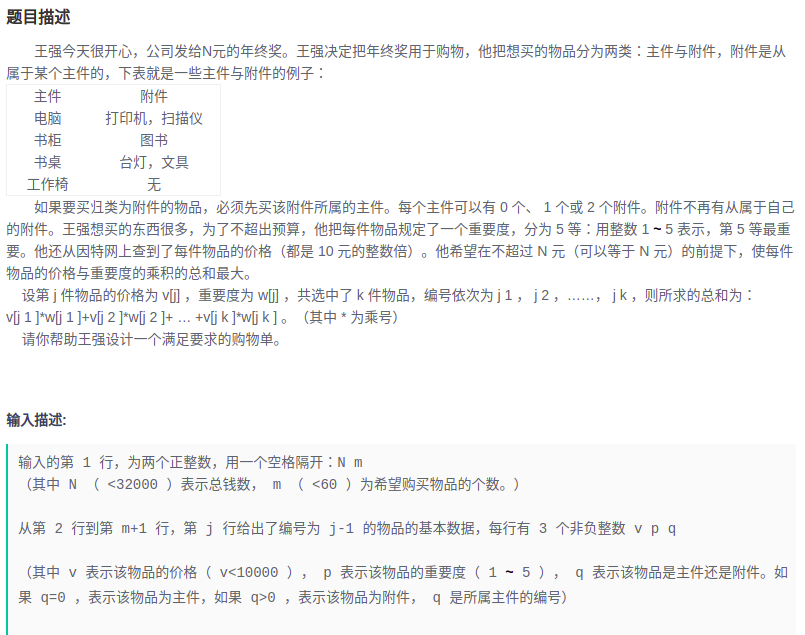 题目描述
王强今天很开心，公司发给N元的年终奖。王强决定把年终奖用于购物，他把想买的物品分为两类：主件与附件，附件是从
属于某个主件的，下表就是一些主件与附件的例子：
主件 附件
电脑 打印机，扫描仪
书柜 图书
书桌 台灯，文具
工作椅 无
如果要买归类为附件的物品，必须先买该附件所属的主件。每个主件可以有 0 个、 1 个或 2 个附件。附件不再有从属于自己
的附件。王强想买的东西很多，为了不超出预算，他把每件物品规定了一个重要度，分为 5 等：用整数 1 ~ 5 表示，第 5 等最重
要。他还从因特网上查到了每件物品的价格（都是 10 元的整数倍）。他希望在不超过 N 元（可以等于 N 元）的前提下，使每件
物品的价格与重要度的乘积的总和最大。
设第 j 件物品的价格为 v[j] ，重要度为 w[j] ，共选中了 k 件物品，编号依次为 j 1 ， j 2 ，……， j k ，则所求的总和为：
v[j 1 ]*w[j 1 ]+v[j 2 ]*w[j 2 ]+ … +v[j k ]*w[j k ] 。（其中 * 为乘号）
请你帮助王强设计一个满足要求的购物单。
输入描述:
输入的第 1 行，为两个正整数，用一个空格隔开：N m
（其中 N （ <32000 ）表示总钱数， m （ <60 ）为希望购买物品的个数。）
从第 2 行到第 m+1 行，第 j 行给出了编号为 j-1 的物品的基本数据，每行有 3 个非负整数 v p q
（其中 v 表示该物品的价格（ v<10000 ）， p 表示该物品的重要度（ 1 ~ 5 ）， q 表示该物品是主件还是附件。如
果 q=0 ，表示该物品为主件，如果 q>0 ，表示该物品为附件， q 是所属主件的编号）